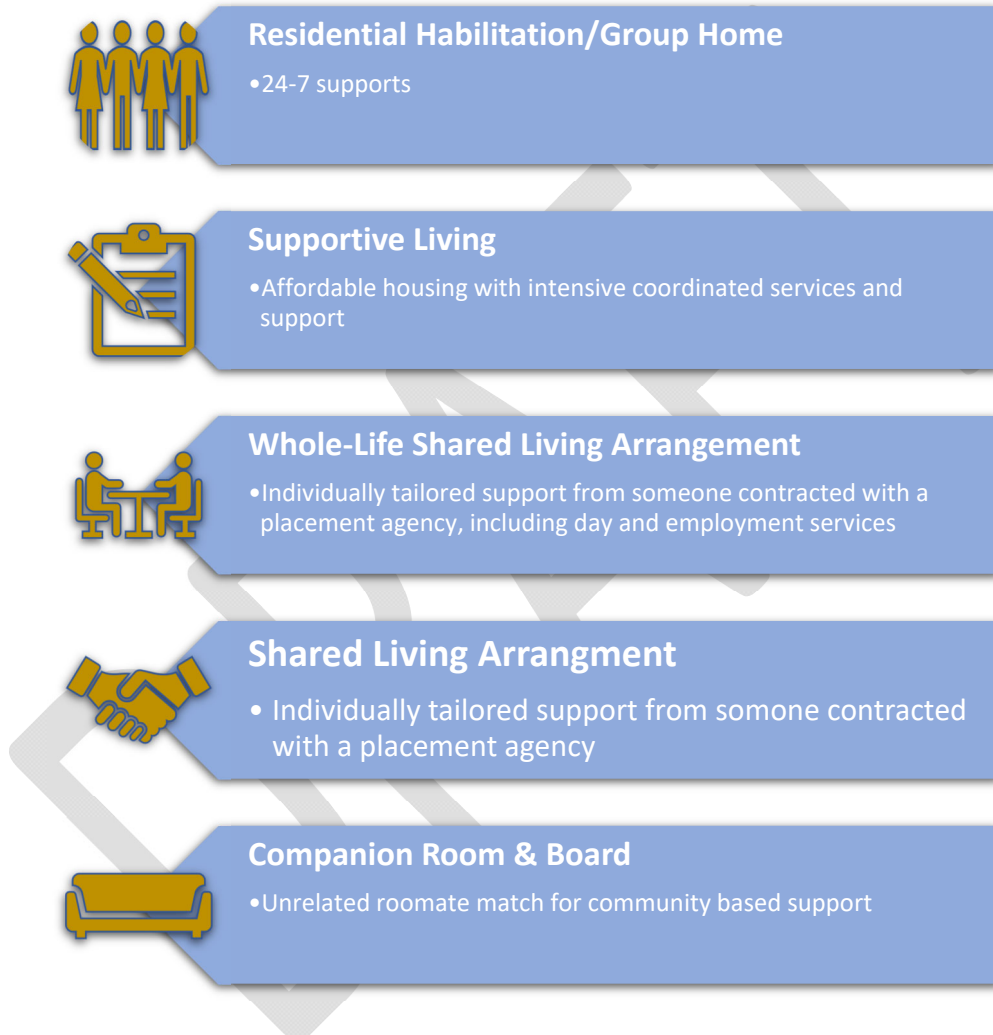 Residential Habilitation/Group Home
•24-7 supports
Supportive Living
•Affordable housing with intensive coordinated services and
support
Whole-Life Shared Living Arrangement
•Individually tailored support from someone contracted with a
placement agency, including day and employment services
Shared Living Arrangment
• Individually tailored support from somone contracted
with a placement agency
Companion Room & Board
•Unrelated roomate match for community based support